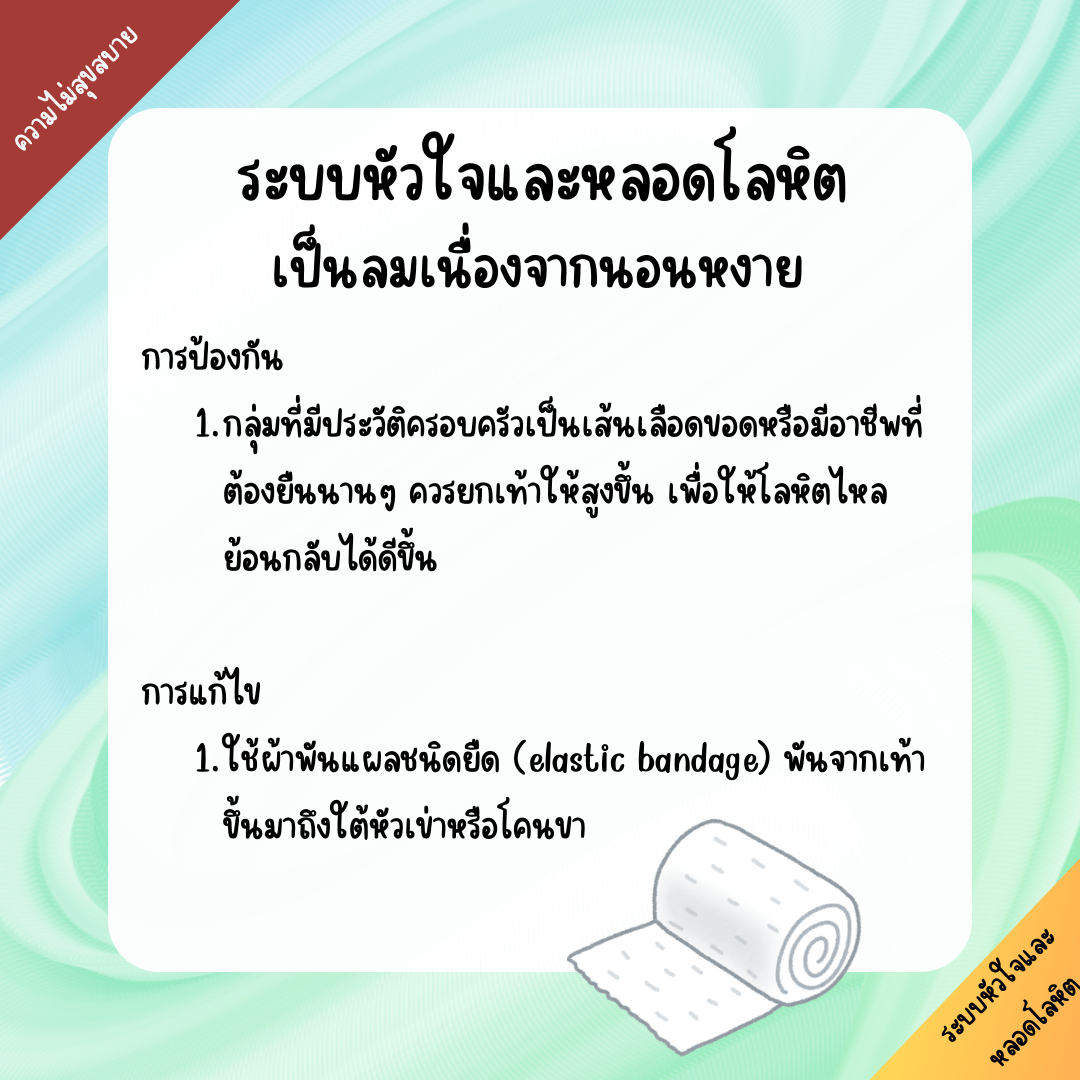 ความไม่สุขสบาย
ระบบหัวใจและหลอดโลหิต
เป็นลมเนื่องจากนอนหงาย
การป้องกัน
1.กลุ่มที่มีประวัติครอบครัวเป็นเส้นเลือดขอดหรือมีอาชีพที่
ต้องยืนนานๆ ควรยกเท้าให้สูงขึ้น เพื่อให้โลหิตไหล
ย้อนกลับได้ดีขึ้น
การแก้ไข
1.ใช้ผ้าพันแผลชนิดยืด (elastic bandage) พันจากเท้า
ขึ้นมาถึงใต้หัวเข่าหรือโคนขา
ระบบหัวใจและ
หลอดโลหิต